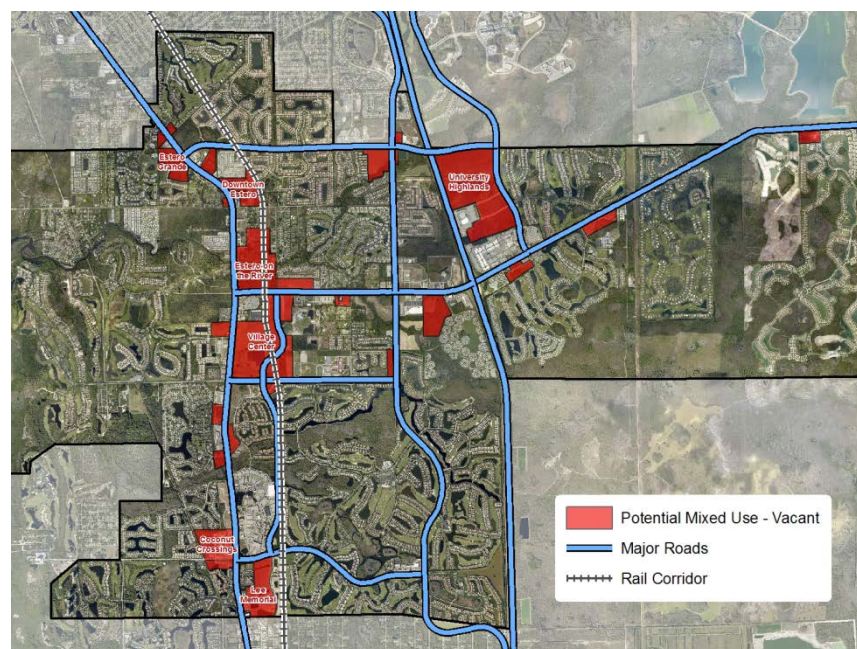 Estero
Grande
Downtown
Estero
University
Highlands
Estero on
the River
Village
Center
Coconut
Crossings
Lee
Memorial
Potential Mixed Use - Vacant
Major Roads
Rail Corridor